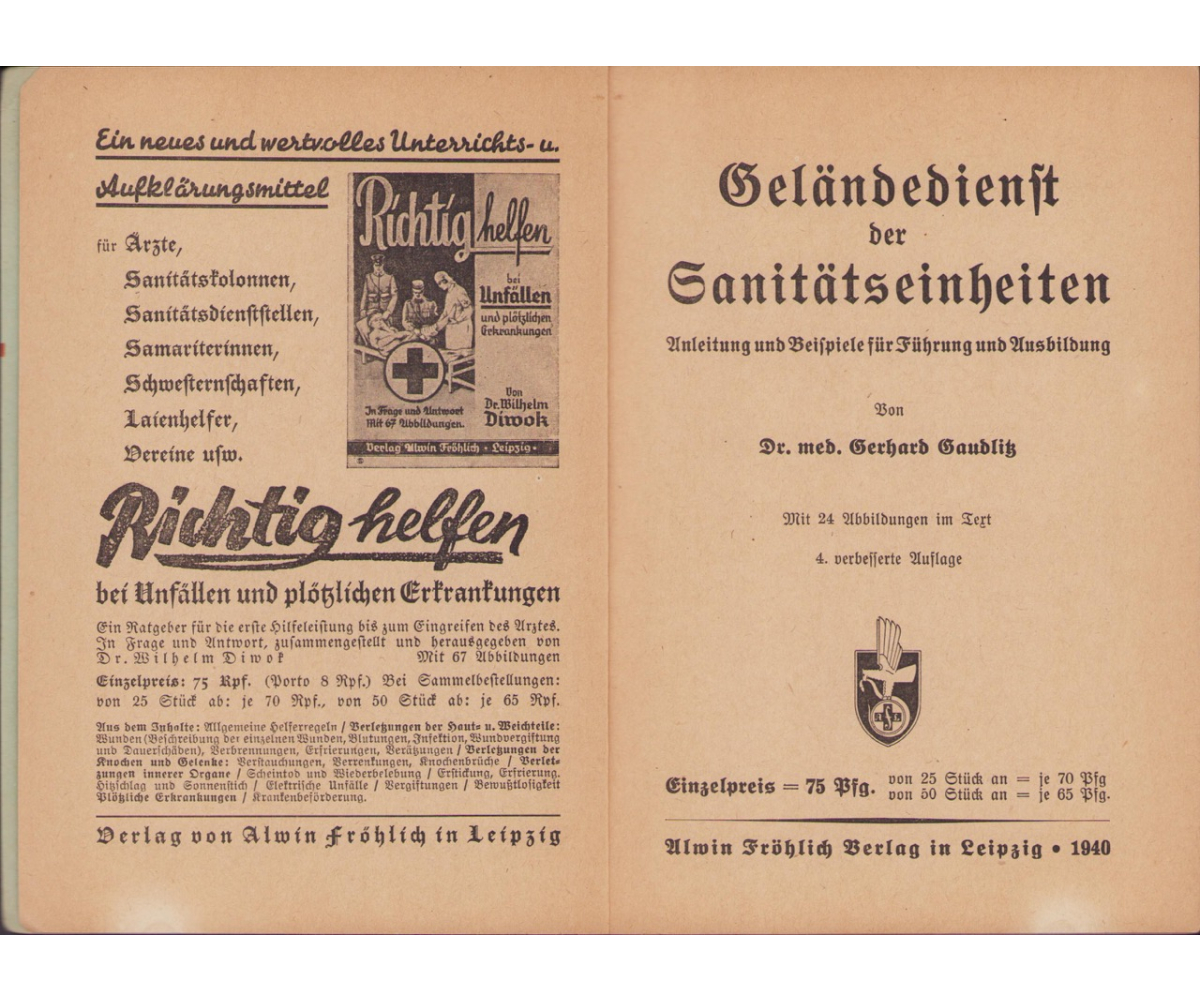 Ein neues und wertvolles Unterrichts- u.
Aufklärungsmittel
für Ärzte,
Sanitätskolonnen,
Sanitätsdienststellen,
Samariterinnen,
Schwesternschaften,
Laienhelfer,
Vereine usw.
Richtig helfen
bei
Unfällen
und plötzlichen
Erkrankungen
Von
Dr. Wilhelm
Diwok
In Frage und Antwort
Mit 67 Abbildungen.
Verlag Alwin Fröhlich • Leipzig •
Richtig helfen
bei Unfällen und plötzlichen Erkrankungen
Ein Ratgeber für die erste Hilfeleistung bis zum Eingreifen des Arztes.
In Frage und Antwort, zusammengestellt und herausgegeben von
Dr. Wilhelm Diwok Mit 67 Abbildungen
Einzelpreis: 75 Rpf. (Porto 8 Rpf.) Bei Sammelbestellungen:
von 25 Stück ab: je 70 Rpf., von 50 Stück ab: je 65 Rpf.
Aus dem Inhalte: Allgemeine Helferregeln / Verletzungen der Haut- u. Weichteile:
Wunden (Beschreibung der einzelnen Wunden, Blutungen, Infektion, Wundvergiftung
und Dauerschäden), Verbrennungen, Erfrierungen, Verätzungen / Verletzungen der
Knochen und Gelenke: Verstauchungen, Verrenkungen, Knochenbrüche / Verlet-
zungen innerer Organe / Scheintod und Wiederbelebung / Erstickung, Erfrierung,
Hitzschlag und Sonnenstich / Elektrische Unfälle / Vergiftungen / Bewußtlosigkeit
Plötzliche Erkrankungen / Krankenbeförderung.
Verlag von Alwin Fröhlich in Leipzig
Geländedienst
der
Sanitätseinheiten
Anleitung und Beispiele für Führung und Ausbildung
Von
Dr. med. Gerhard Gaudlitz
Mit 24 Abbildungen im Text
4. verbesserte Auflage
Einzelpreis = 75 Pfg. von 25 Stück an = je 70 Pfg
von 50 Stück an = je 65 Pfg.
Alwin Fröhlich Verlag in Leipzig • 1940